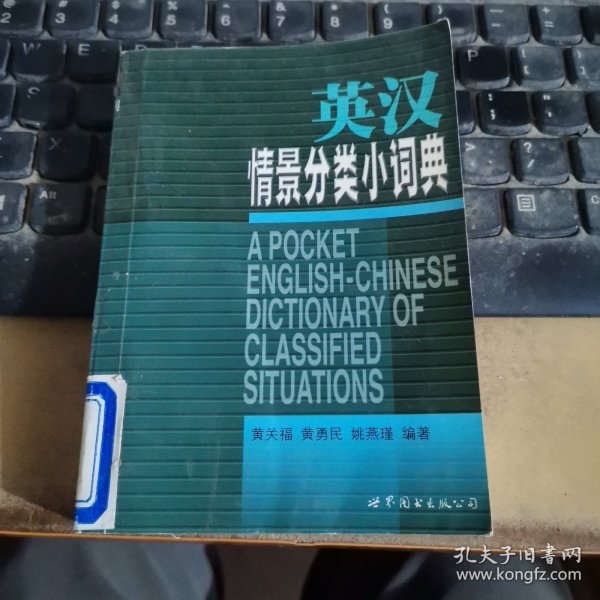 英汉
情景分类小词典
A POCKET
ENGLISH-CHINESE
DICTIONARY OF
CLASSIFIED
SITUATIONS
黄关福 黄勇民 姚燕瑾 编著
世界图书出版公司
孔夫子旧书网
www.kongfz.com
Alt